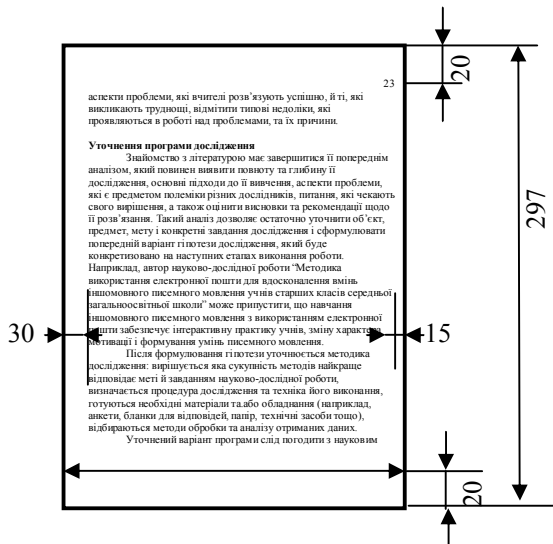 20
23
аспекти проблеми, які вчителі розв’язують успішно, й ті, які
викликають труднощі, відмітити типові недоліки, які
проявляються в роботі над проблемами, та їх причини.
Уточнення програми дослідження
Знайомство з літературою має завершитися її попереднім
аналізом, який повинен виявити повноту та глибину її
дослідження, основні підходи до її вивчення, аспекти проблеми,
які є предметом полеміки різних дослідників, питання, які чекають
свого вирішення, а також оцінити висновки та рекомендації щодо
її розв’язання. Такий аналіз дозволяє остаточно уточнити об’єкт,
предмет, мету і конкретні завдання дослідження і сформулювати
попередній варіант гіпотези дослідження, який буде
конкретизовано на наступних етапах виконання роботи.
Наприклад, автор науково-дослідної роботи “Методика
використання електронної пошти для вдосконалення вмінь
іншомовного писемного мовлення учнів старших класів середньої
загальноосвітньої школи” може припустити, що навчання
іншомовного писемного мовлення з використанням електронної
пошти забезпечує інтерактивну практику учнів, зміну характера
мотивації і формування умінь писемного мовлення.
Після формулювання гіпотези уточнюється методика
дослідження: вирішується яка сукупність методів найкраще
відповідає меті й завданням науково-дослідної роботи,
визначається процедура дослідження та техніка його виконання,
готуються необхідні матеріали та.або обладнання (наприклад,
анкети, бланки для відповідей, папір, технічні засоби тощо),
відбираються методи обробки та аналізу отриманих даних.
Уточнений варіант програми слід погодити з науковим
297
30
15
20